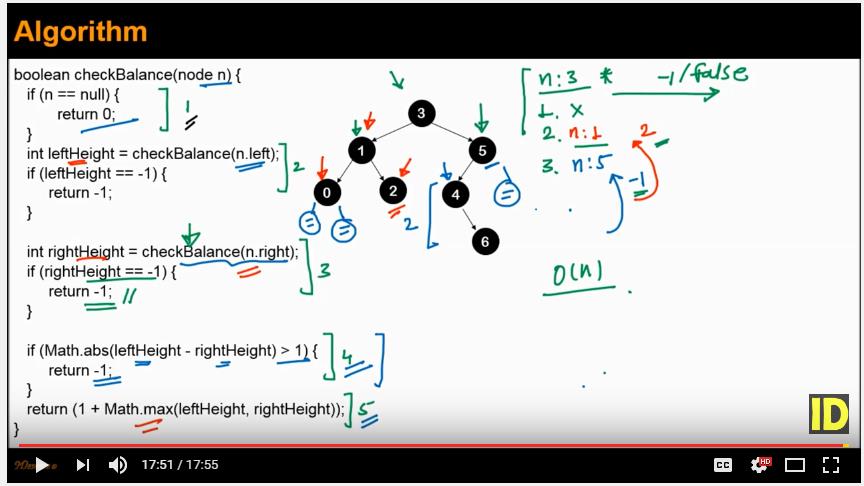 Algorithm
boolean checkBalance(node n) {
if (n == null) {
return 0;
}
int leftHeight = checkBalance(n.left);
if (leftHeight == -1) {
return -1;
}
int rightHeight = checkBalance(n.right);
if (rightHeight == -1) {
return -1;
}
if (Math.abs(leftHeight - rightHeight) > 1) {
return -1;
}
return (1 + Math.max(leftHeight, rightHeight));
}
1
2
3
4
5
3
1
5
0
2
4
6
2
n:3 * -1/false
1. x
2. n:1 2
3. n:5 -1
O(n)
ID
17:51 / 17:55
CC
HD